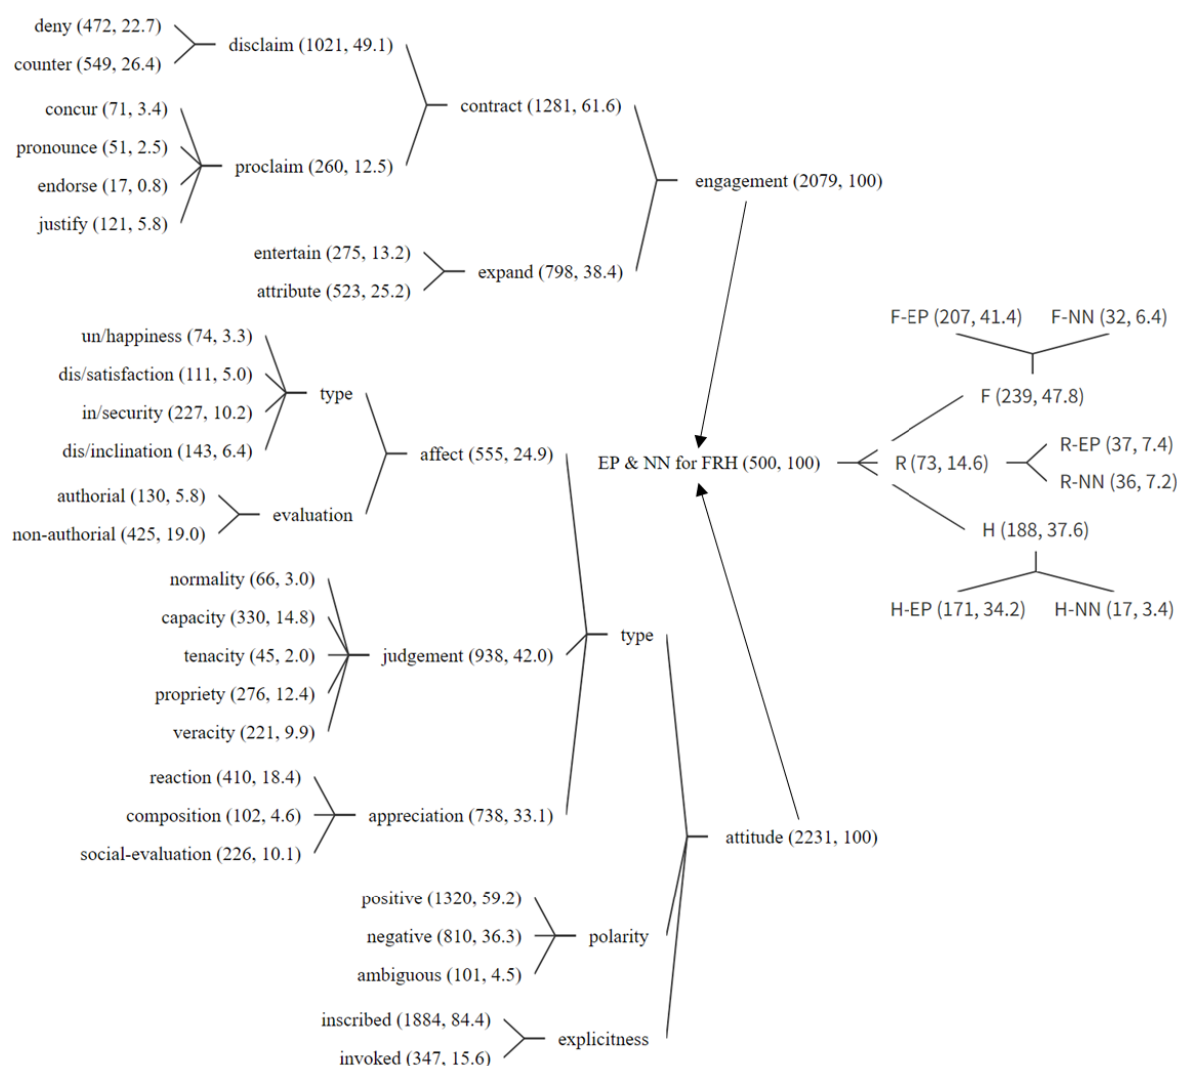 deny (472, 22.7)
counter (549, 26.4)
disclaim (1021, 49.1)
concur (71, 3.4)
pronounce (51, 2.5)
endorse (17, 0.8)
justify (121, 5.8)
proclaim (260, 12.5)
contract (1281, 61.6)
entertain (275, 13.2)
attribute (523, 25.2)
expand (798, 38.4)
engagement (2079, 100)
un/happiness (74, 3.3)
dis/satisfaction (111, 5.0)
in/security (227, 10.2)
dis/inclination (143, 6.4)
type
authorial (130, 5.8)
non-authorial (425, 19.0)
evaluation
affect (555, 24.9)
normality (66, 3.0)
capacity (330, 14.8)
tenacity (45, 2.0)
propriety (276, 12.4)
veracity (221, 9.9)
judgement (938, 42.0)
reaction (410, 18.4)
composition (102, 4.6)
social-evaluation (226, 10.1)
appreciation (738, 33.1)
type
positive (1320, 59.2)
negative (810, 36.3)
ambiguous (101, 4.5)
polarity
inscribed (1884, 84.4)
invoked (347, 15.6)
explicitness
attitude (2231, 100)
EP & NN for FRH (500, 100)
F-EP (207, 41.4)
F-NN (32, 6.4)
F (239, 47.8)
R (73, 14.6)
R-EP (37, 7.4)
R-NN (36, 7.2)
H (188, 37.6)
H-EP (171, 34.2)
H-NN (17, 3.4)